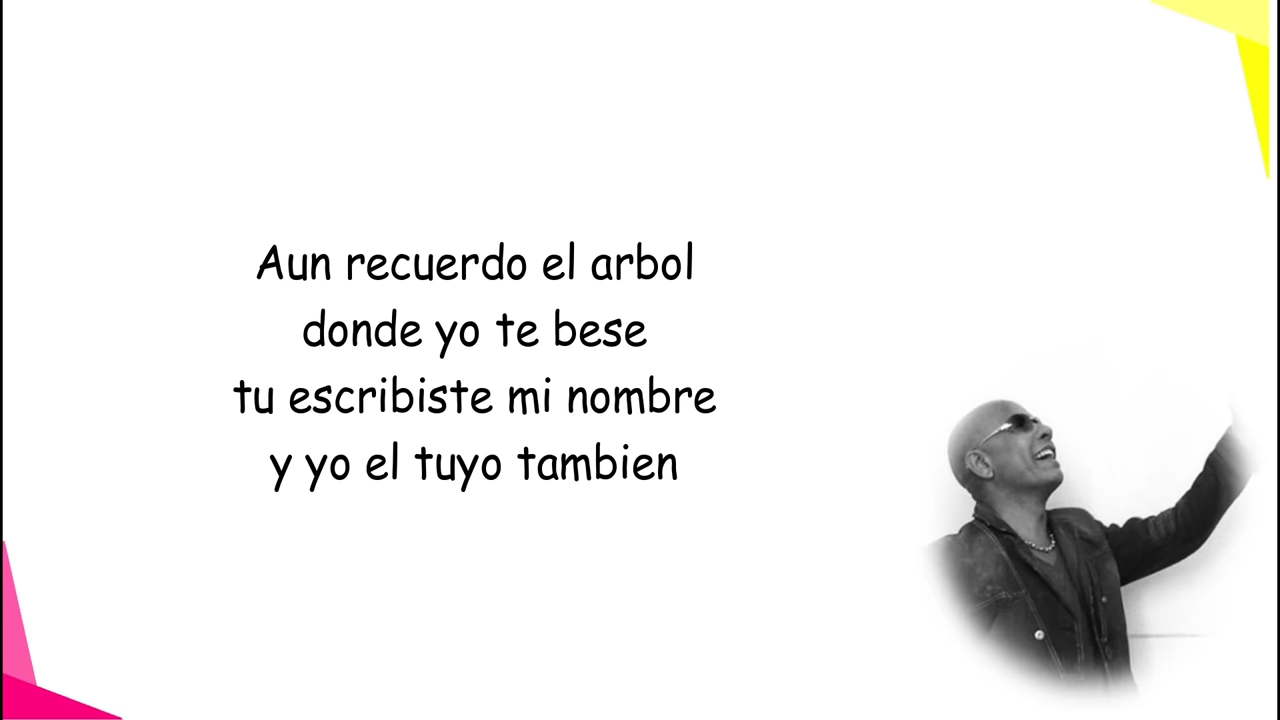 Aun recuerdo el arbol
donde yo te bese
tu escribiste mi nombre
y yo el tuyo tambien